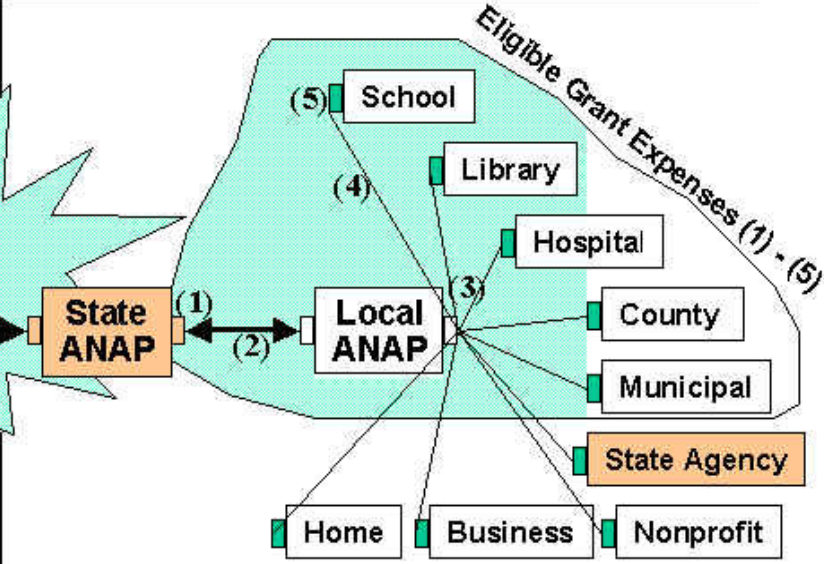 Eligible Grant Expenses (1) - (5)
(5) School
Library
(4)
Hospital
(3)
(1)
State
ANAP
(2)
Local
ANAP
County
Municipal
State Agency
Home
Business
Nonprofit